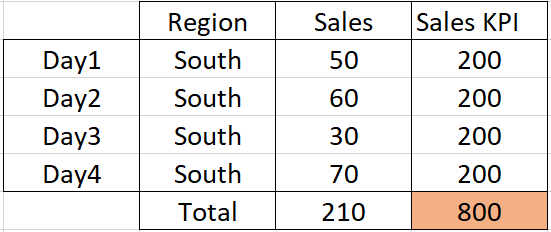 Region Sales Sales KPI
Day1 South 50 200
Day2 South 60 200
Day3 South 30 200
Day4 South 70 200
Total 210 800